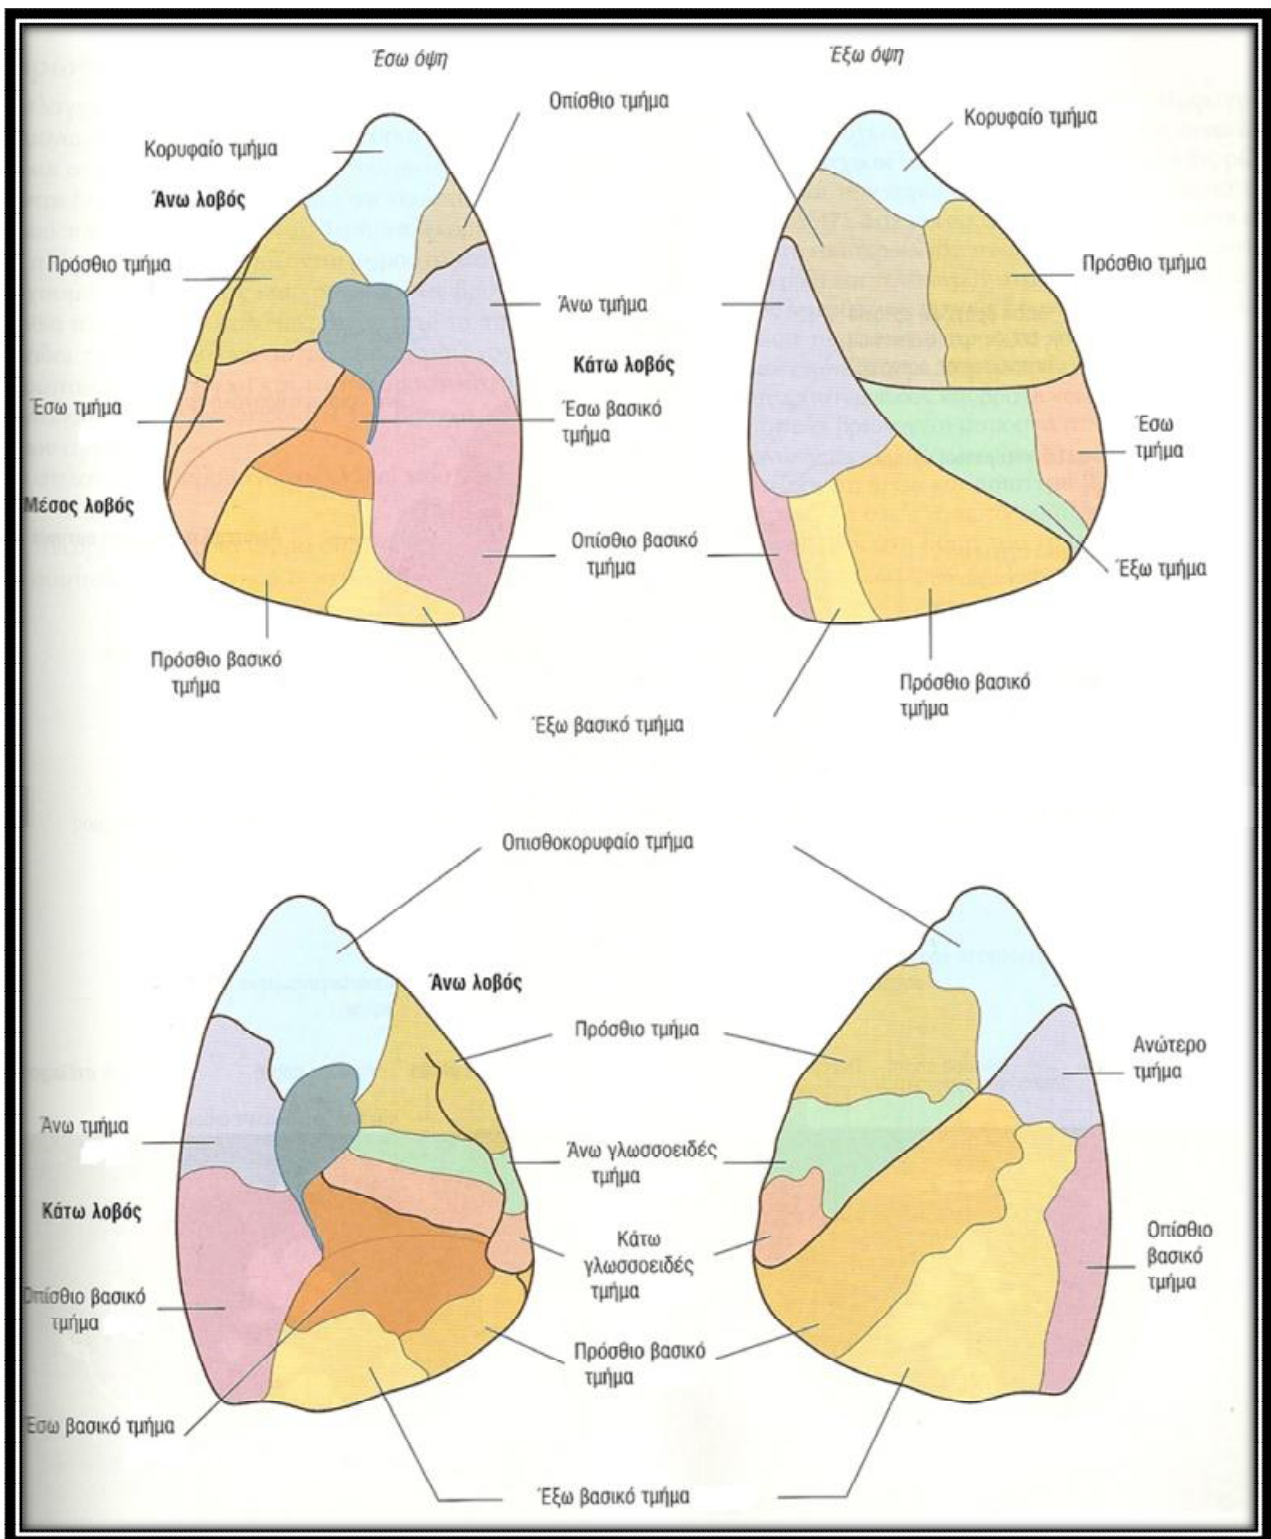 Έσω όψη
Έξω όψη
Οπίσθιο τμήμα
Κορυφαίο τμήμα
Κορυφαίο τμήμα
Άνω λοβός
Πρόσθιο τμήμα
Πρόσθιο τμήμα
Άνω τμήμα
Κάτω λοβός
Έσω τμήμα
Έσω βασικό
τμήμα
Έσω
τμήμα
Μέσος λοβός
Οπίσθιο βασικό
τμήμα
Έξω τμήμα
Πρόσθιο βασικό
τμήμα
Πρόσθιο βασικό
τμήμα
Έξω βασικό τμήμα
Οπισθοκορυφαίο τμήμα
Άνω λοβός
Πρόσθιο τμήμα
Ανώτερο
τμήμα
Άνω τμήμα
Άνω γλωσσοειδές
τμήμα
Κάτω λοβός
Κάτω
γλωσσοειδές
τμήμα
Οπίσθιο
βασικό
τμήμα
Οπίσθιο βασικό
τμήμα
Πρόσθιο βασικό
τμήμα
Έσω βασικό τμήμα
Έξω βασικό τμήμα